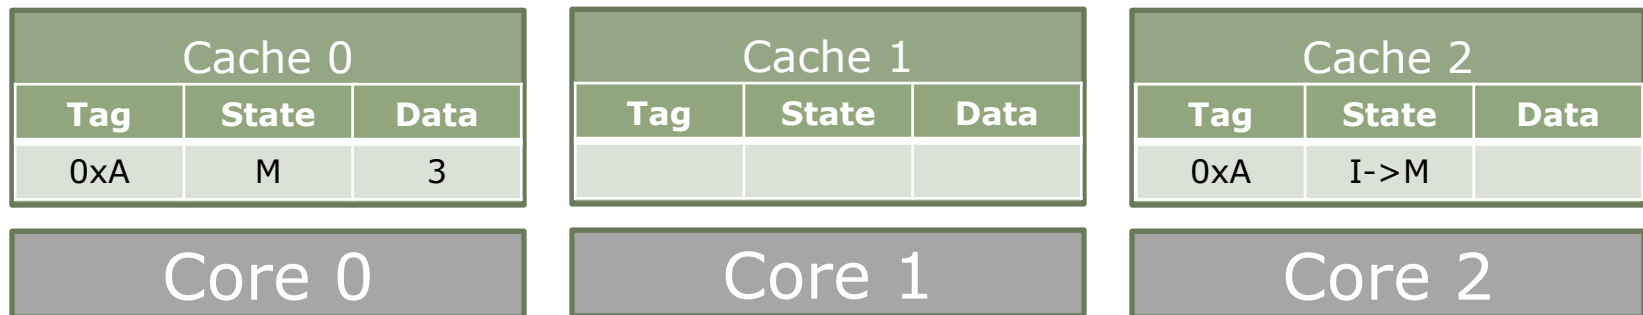 Cache 0
Tag State Data
0xA M 3
Core 0
Cache 1
Tag State Data
Core 1
Cache 2
Tag State Data
0xA I->M
Core 2